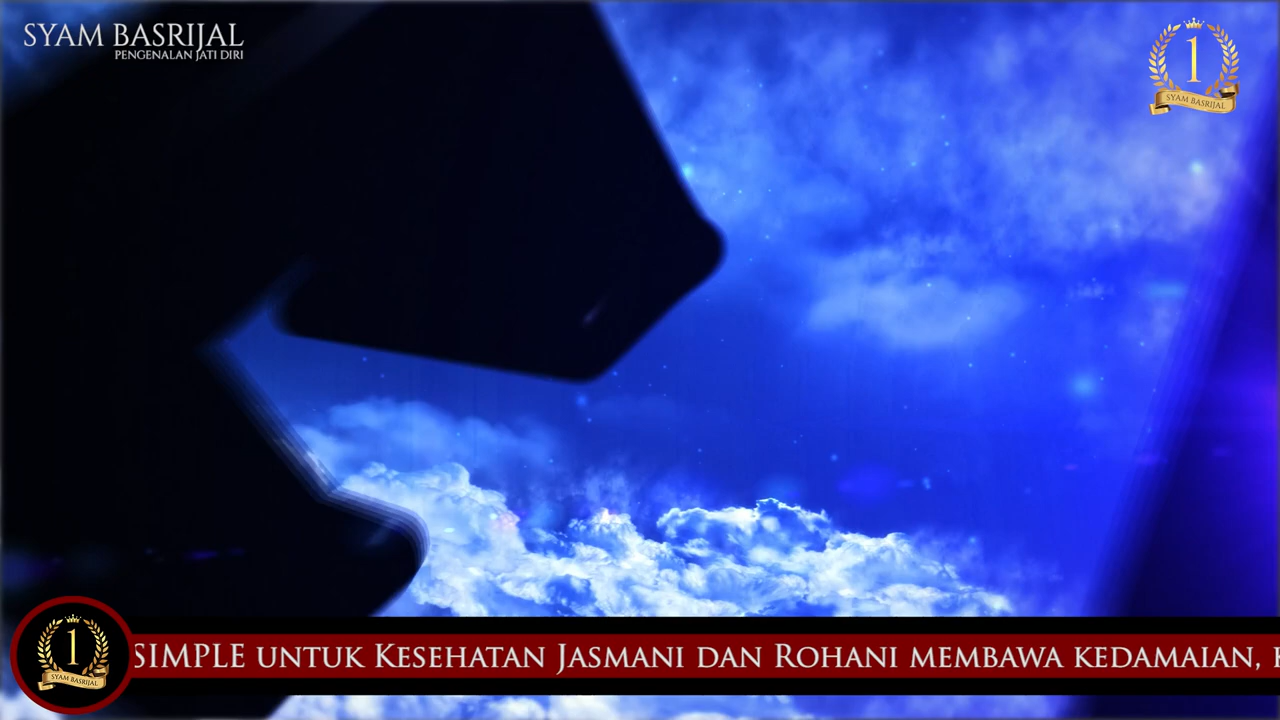 SYAM BASRIJAL
PENGENALAN JATI DIRI
1
SYAM BASRIJAL
1
SYAM BASRIJAL
SIMPLE UNTUK KESEHATAN JASMANI DAN ROHANI MEMBAWA KEDAMAIAN,